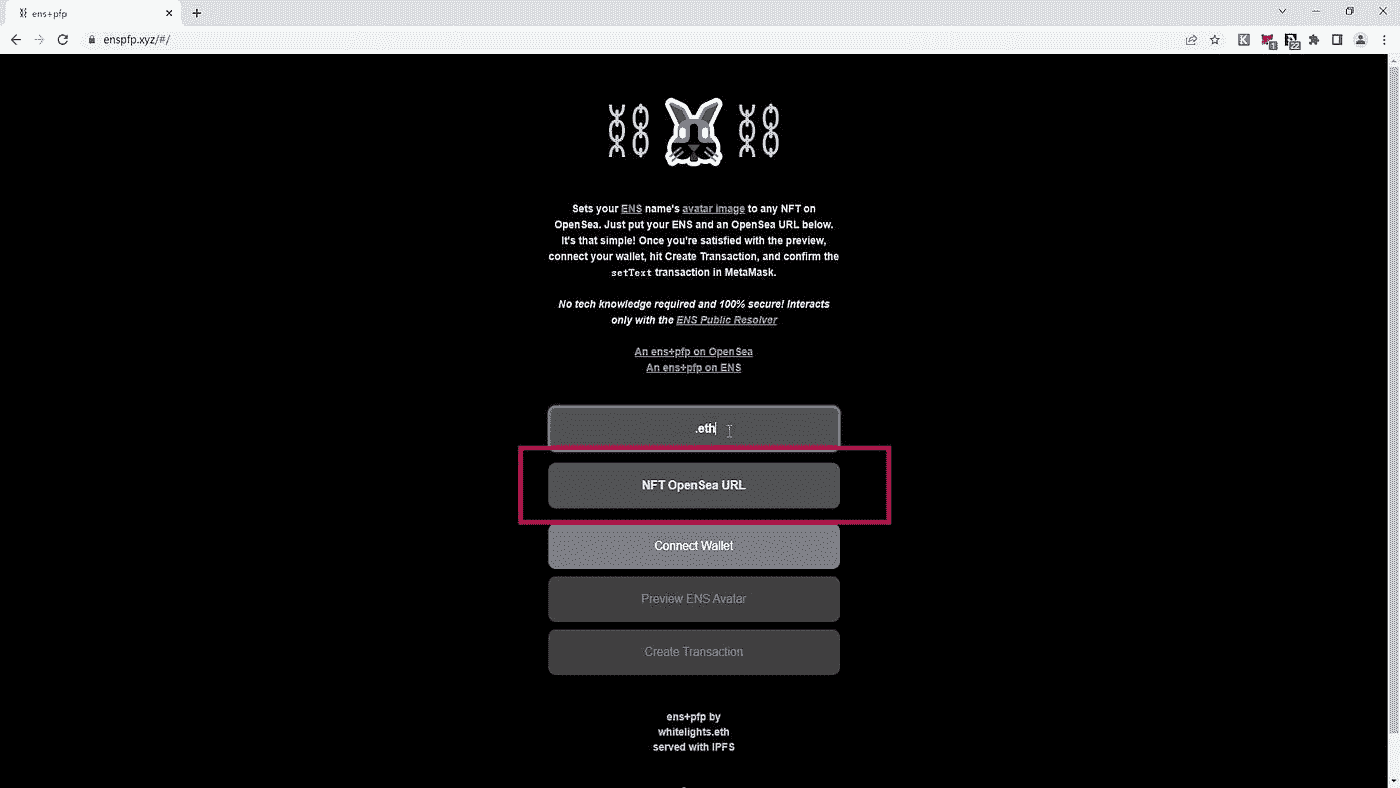 ens+pfp
enspfp.xyz/#/
1
22
Sets your ENS name's avatar image to any NFT on
OpenSea. Just put your ENS and an OpenSea URL below.
It's that simple! Once you're satisfied with the preview,
connect your wallet, hit Create Transaction, and confirm the
setText transaction in MetaMask.
No tech knowledge required and 100% secure! Interacts
only with the ENS Public Resolver
An ens+pfp on OpenSea
An ens+pfp on ENS
.eth
NFT OpenSea URL
Connect Wallet
Preview ENS Avatar
Create Transaction
ens+pfp by
whitelights.eth
served with IPFS